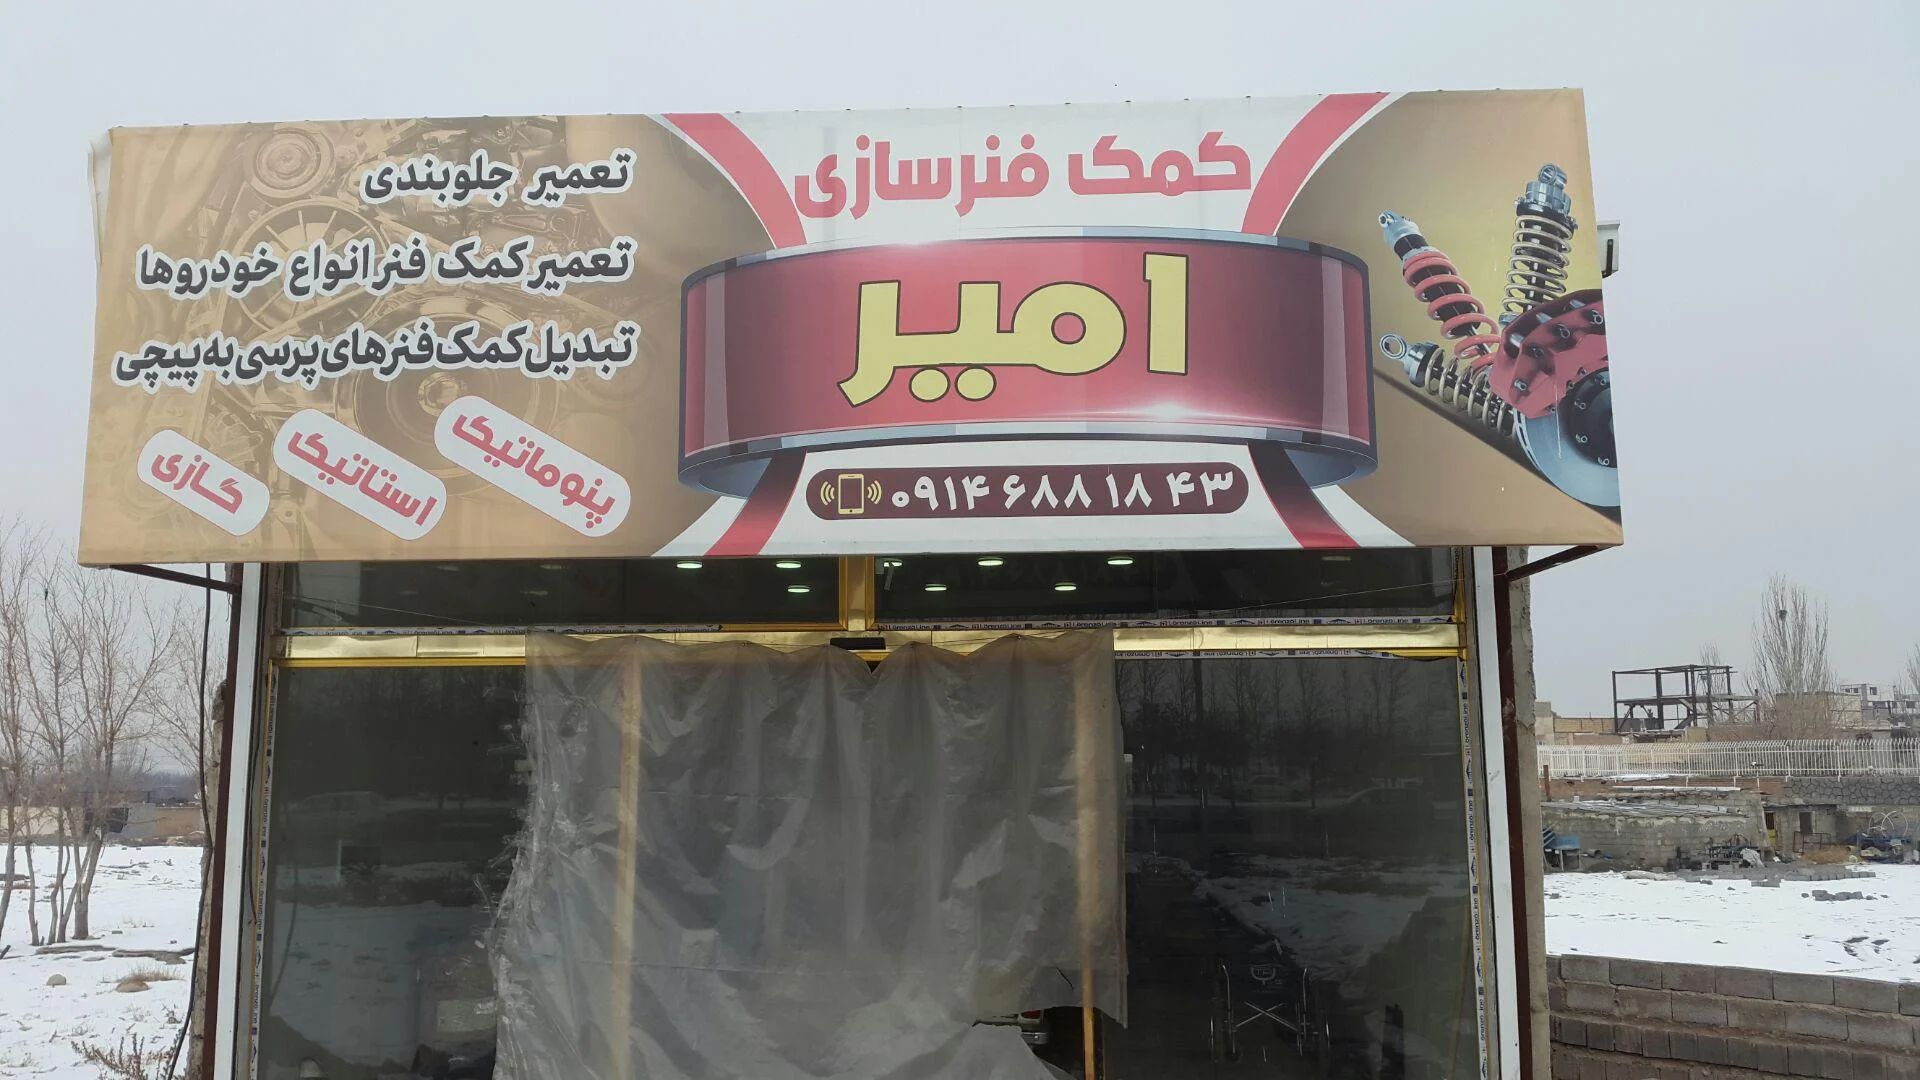 کمک فنرسازی
امیر
۰۹۱۴ ۶۸۸ ۱۸ ۴۳
تعمیر جلوبندی
تعمیر کمک فنر انواع خودروها
تبدیل کمک فنرهای پرسی به پیچی
پنوماتیک
استاتیک
گازی
LorenzoLine